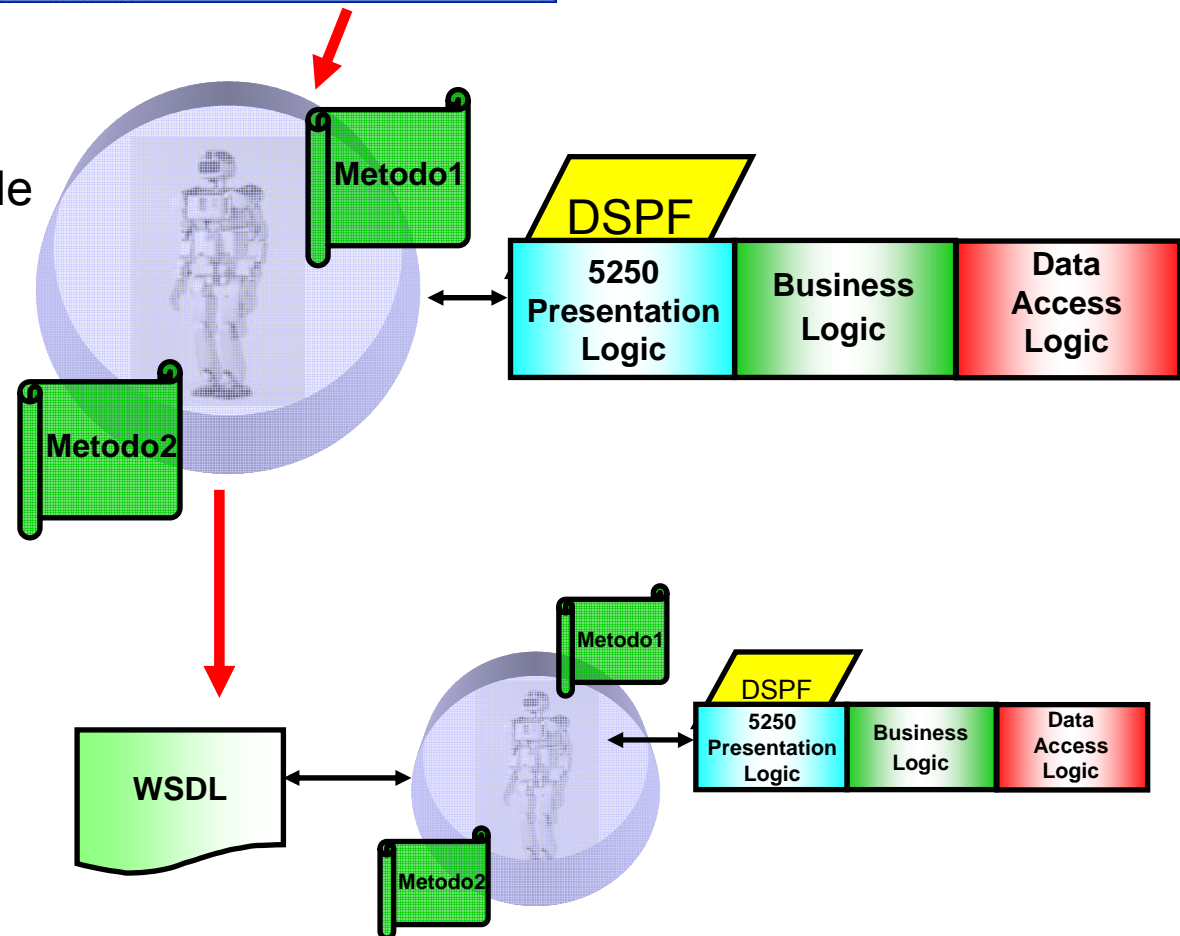 Metodo1
le
DSPF
5250
Presentation
Logic
Business
Logic
Data
Access
Logic
Metodo2
Metodo1
DSPF
5250
Presentation
Logic
Business
Logic
Data
Access
Logic
WSDL
Metodo2